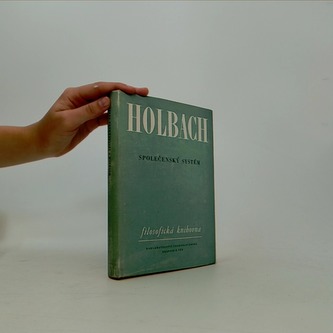 HOLBACH
SPOLEČENSKÝ SYSTÉM
filosofická knihovna